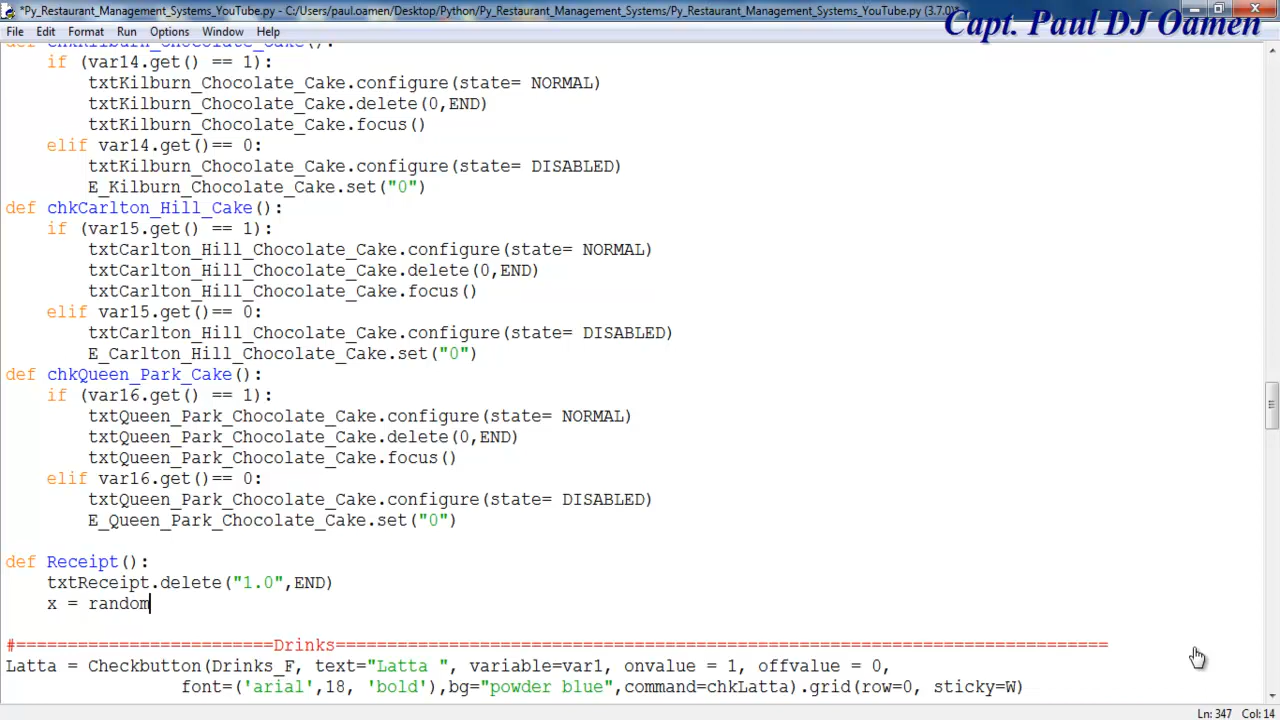 *Py_Restaurant_Management_Systems_YouTube.py - C:/Users/paul.oamen/Desktop/Python/Py_Restaurant_Management_Systems/Py_Restaurant_Management_Systems_YouTube.py (3.7.0)*
Capt. Paul DJ Oamen
File Edit Format Run Options Window Help
def chkKilburn_Chocolate_Cake():
    if (var14.get() == 1):
        txtKilburn_Chocolate_Cake.configure(state= NORMAL)
        txtKilburn_Chocolate_Cake.delete(0,END)
        txtKilburn_Chocolate_Cake.focus()
    elif var14.get()== 0:
        txtKilburn_Chocolate_Cake.configure(state= DISABLED)
        E_Kilburn_Chocolate_Cake.set("0")
def chkCarlton_Hill_Cake():
    if (var15.get() == 1):
        txtCarlton_Hill_Chocolate_Cake.configure(state= NORMAL)
        txtCarlton_Hill_Chocolate_Cake.delete(0,END)
        txtCarlton_Hill_Chocolate_Cake.focus()
    elif var15.get()== 0:
        txtCarlton_Hill_Chocolate_Cake.configure(state= DISABLED)
        E_Carlton_Hill_Chocolate_Cake.set("0")
def chkQueen_Park_Cake():
    if (var16.get() == 1):
        txtQueen_Park_Chocolate_Cake.configure(state= NORMAL)
        txtQueen_Park_Chocolate_Cake.delete(0,END)
        txtQueen_Park_Chocolate_Cake.focus()
    elif var16.get()== 0:
        txtQueen_Park_Chocolate_Cake.configure(state= DISABLED)
        E_Queen_Park_Chocolate_Cake.set("0")
def Receipt():
    txtReceipt.delete("1.0",END)
    x = random
#=========================Drinks===========================================================================
Latta = Checkbutton(Drinks_F, text="Latta ", variable=var1, onvalue = 1, offvalue = 0,
                 font=('arial',18, 'bold'),bg="powder blue",command=chkLatta).grid(row=0, sticky=W)
Ln: 347 Col: 14